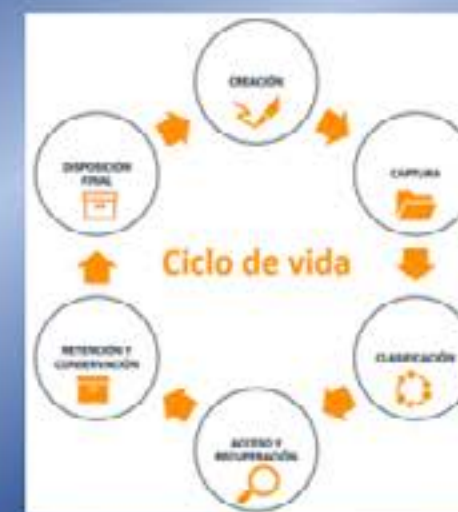 CREACIÓN
CAPTURA
CLASIFICACIÓN
ACCESO Y
RECUPERACIÓN
RETENCIÓN Y
CONSERVACIÓN
DISPOSICIÓN
FINAL
Ciclo de vida